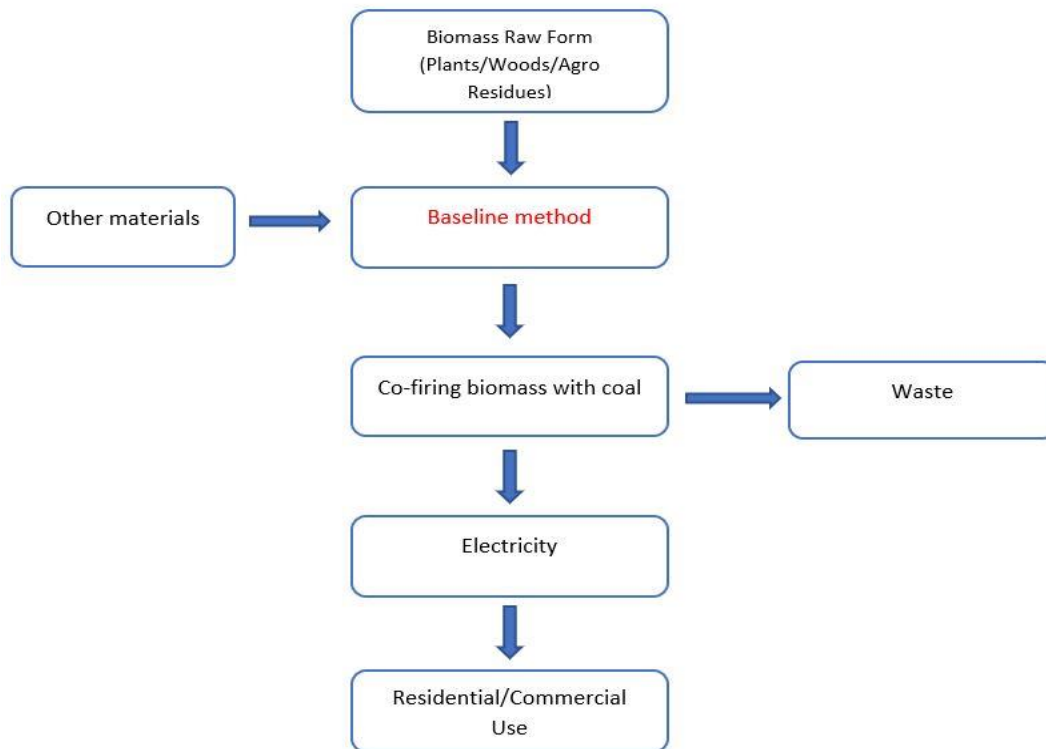 Biomass Raw Form
(Plants/Woods/Agro
Residues)
Other materials
Baseline method
Co-firing biomass with coal
Waste
Electricity
Residential/Commercial
Use